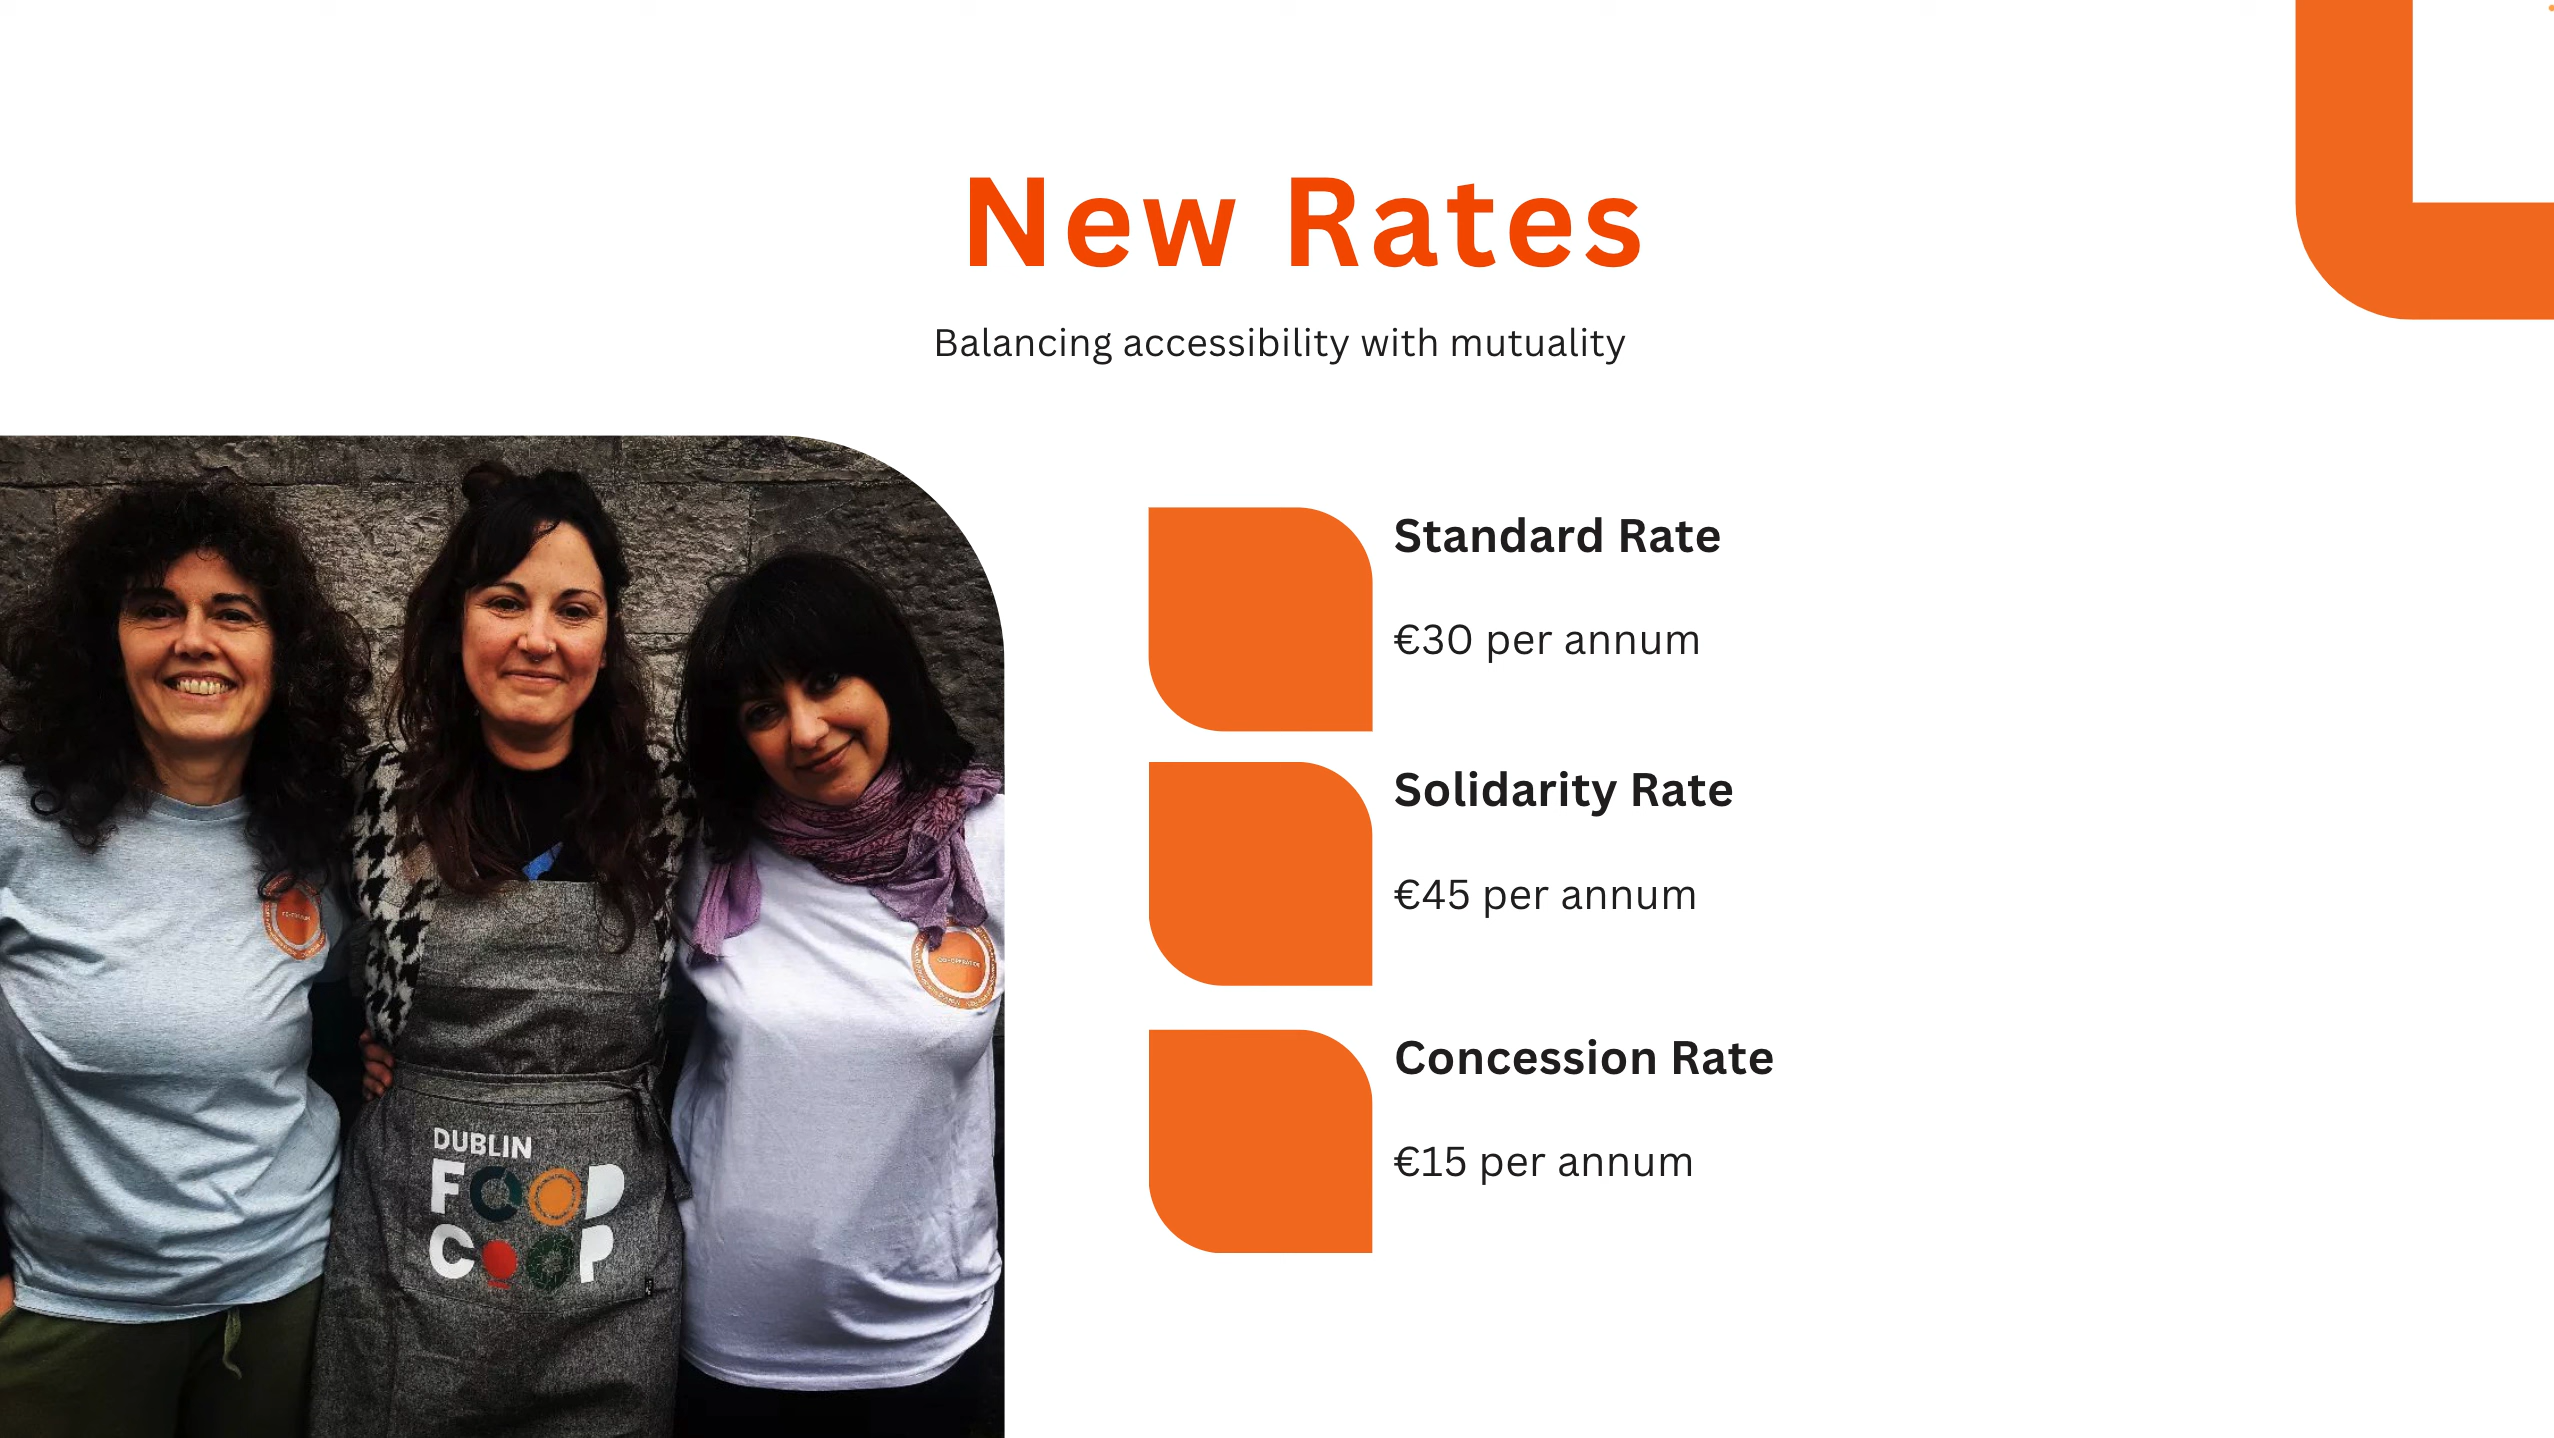 New Rates
Balancing accessibility with mutuality
Standard Rate
€30 per annum
Solidarity Rate
€45 per annum
Concession Rate
€15 per annum
DUBLIN
FOOD
COOP